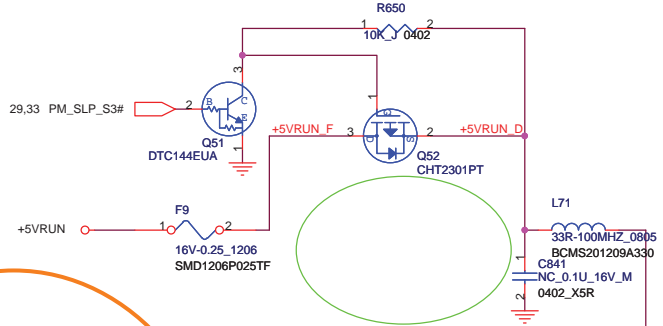 R650
1 2
10K_J 0402
3
1
29,33 PM_SLP_S3# 2 B C
E
G
+5VRUN_F 3 D S 2 +5VRUN_D
1
Q51
DTC144EUA
Q52
CHT2301PT
F9
+5VRUN 1 2
16V-0.25_1206
SMD1206P025TF
L71
33R-100MHZ_0805
BCMS201209A330
1
C841
NC_0.1U_16V_M
2
0402_X5R